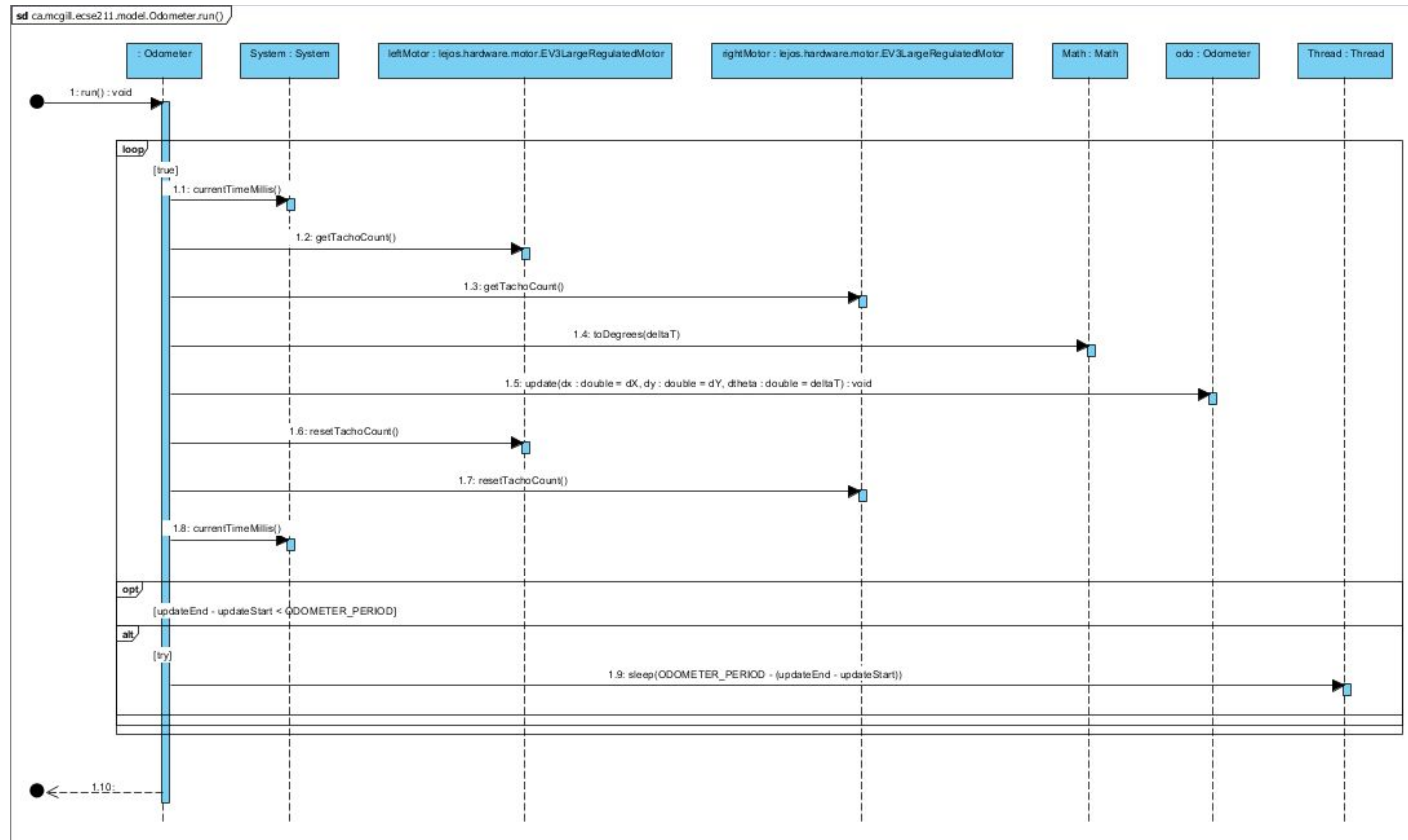 sd ca.mcgill.ecse211.model.Odometer.run()
: Odometer
System : System
leftMotor : lejos.hardware.motor.EV3LargeRegulatedMotor
rightMotor : lejos.hardware.motor.EV3LargeRegulatedMotor
Math : Math
odo : Odometer
Thread : Thread
1: run() : void
loop
[true]
1.1: currentTimeMillis()
1.2: getTachoCount()
1.3: getTachoCount()
1.4: toDegrees(deltaT)
1.5: update(dx : double = dX, dy : double = dY, dtheta : double = deltaT) : void
1.6: resetTachoCount()
1.7: resetTachoCount()
1.8: currentTimeMillis()
opt
[updateEnd - updateStart < ODOMETER_PERIOD]
alt
[try]
1.9: sleep(ODOMETER_PERIOD - (updateEnd - updateStart))
1.10: